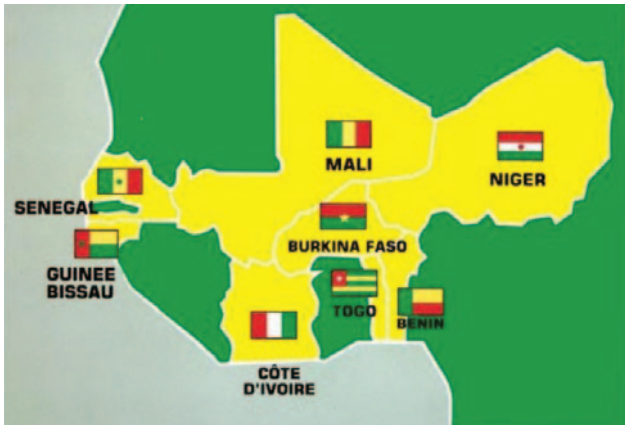 MALI
NIGER
SENEGAL
BURKINA FASO
GUINEE
BISSAU
TOGO
BENIN
CÔTE
D'IVOIRE